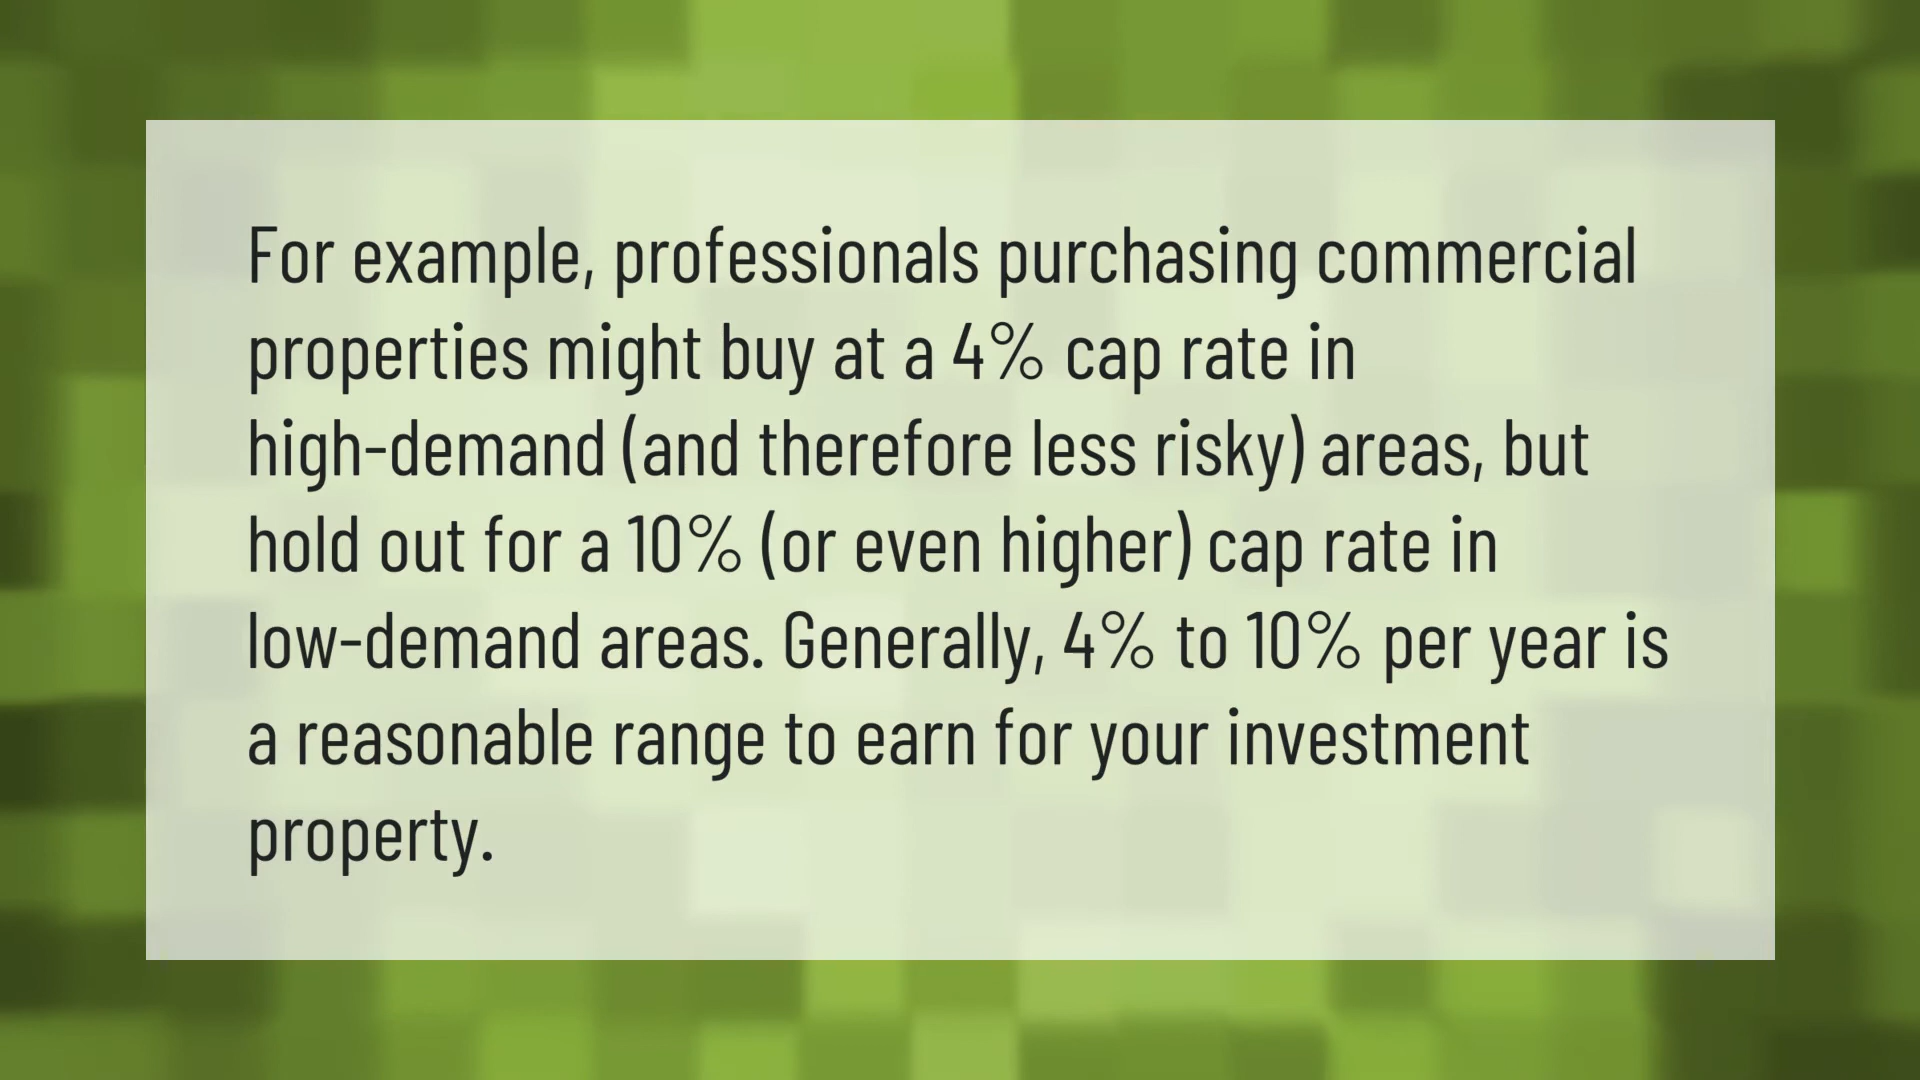 For example, professionals purchasing commercial
properties might buy at a 4% cap rate in
high-demand (and therefore less risky) areas, but
hold out for a 10% (or even higher) cap rate in
low-demand areas. Generally, 4% to 10% per year is
a reasonable range to earn for your investment
property.